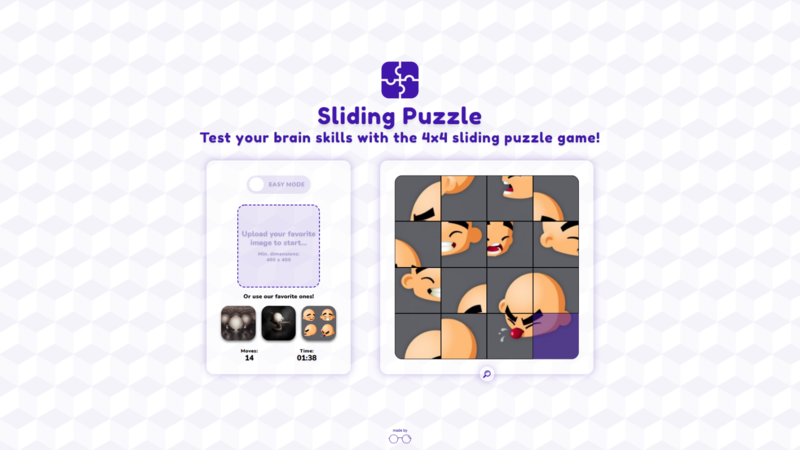 Sliding Puzzle
Test your brain skills with the 4x4 sliding puzzle game!
EASY MODE
Upload your favorite
image to start...
Min. dimensions:
400 x 400
Or use our favorite ones!
Moves:
14
Time:
01:38
made by